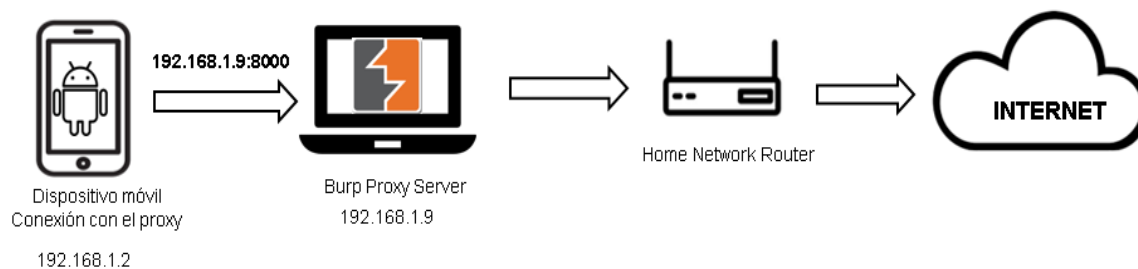 192.168.1.9:8000
INTERNET
Home Network Router
Burp Proxy Server
192.168.1.9
Dispositivo móvil
Conexión con el proxy
192.168.1.2